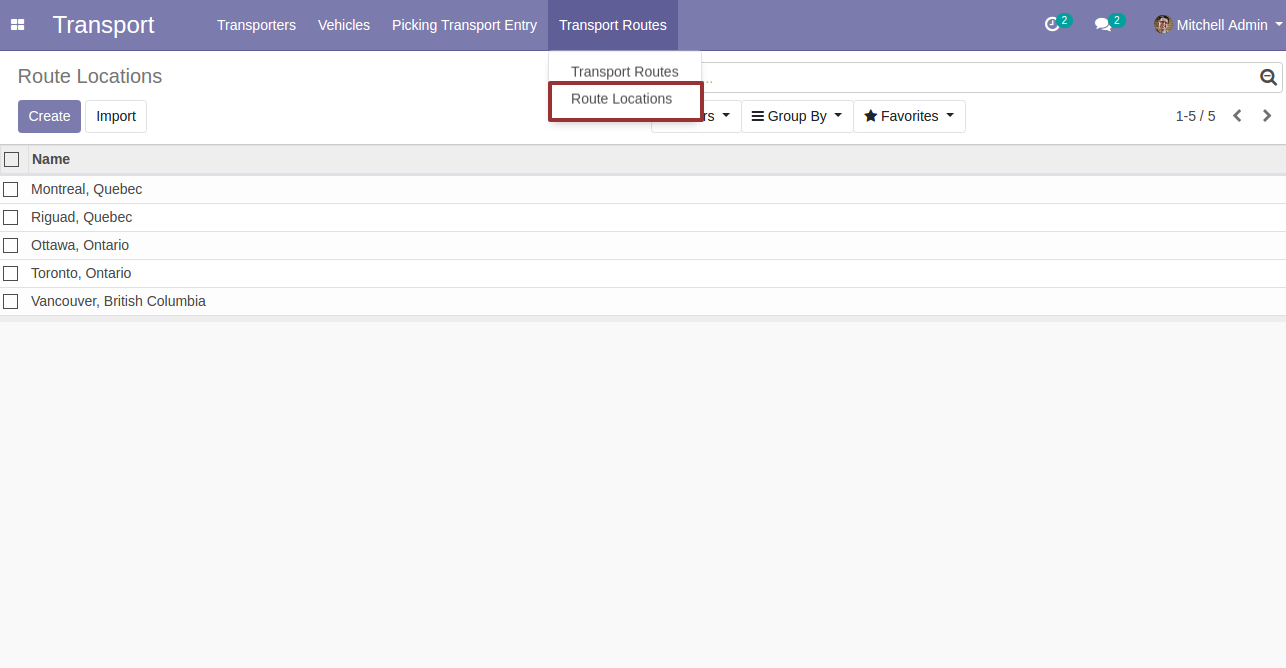 Transport Transporters Vehicles Picking Transport Entry Transport Routes 2 2 Mitchell Admin
Route Locations
Transport Routes
Route Locations
Create Import
Group By Favorites 1-5 / 5
Name
Montreal, Quebec
Riguad, Quebec
Ottawa, Ontario
Toronto, Ontario
Vancouver, British Columbia